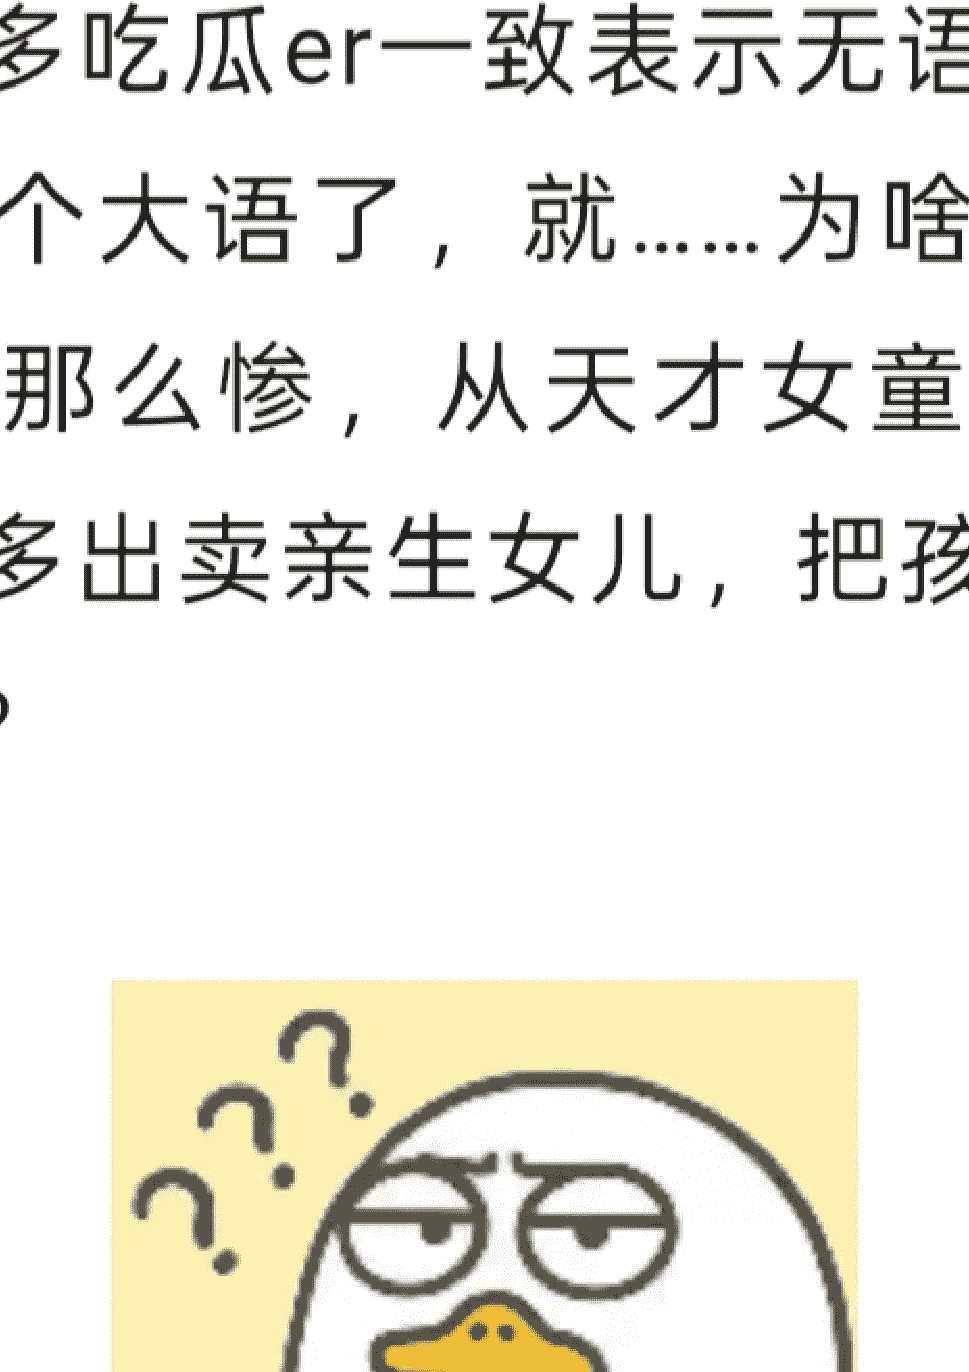 多吃瓜er一致表示无语
个大语了，就……为啥
那么惨，从天才女童
多出卖亲生女儿，把孩
?
? ? ?